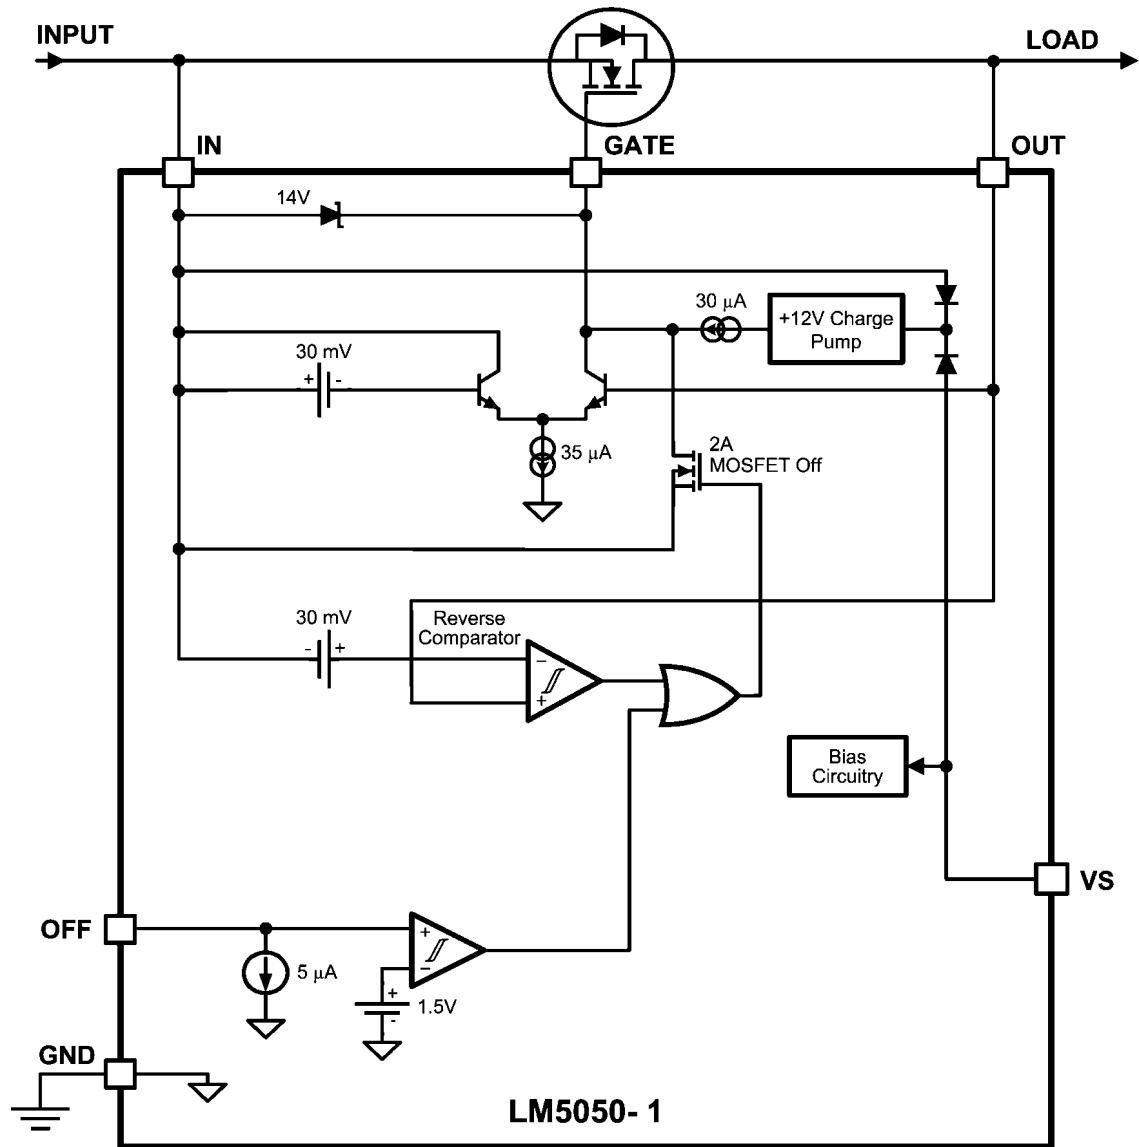 INPUT
LOAD
IN
GATE
OUT
14V
30 μA
+12V Charge
Pump
30 mV
+ -
35 μA
2A
MOSFET Off
30 mV
- +
Reverse
Comparator
-
+
Bias
Circuitry
VS
OFF
+
-
5 μA
+
1.5V
-
GND
LM5050- 1